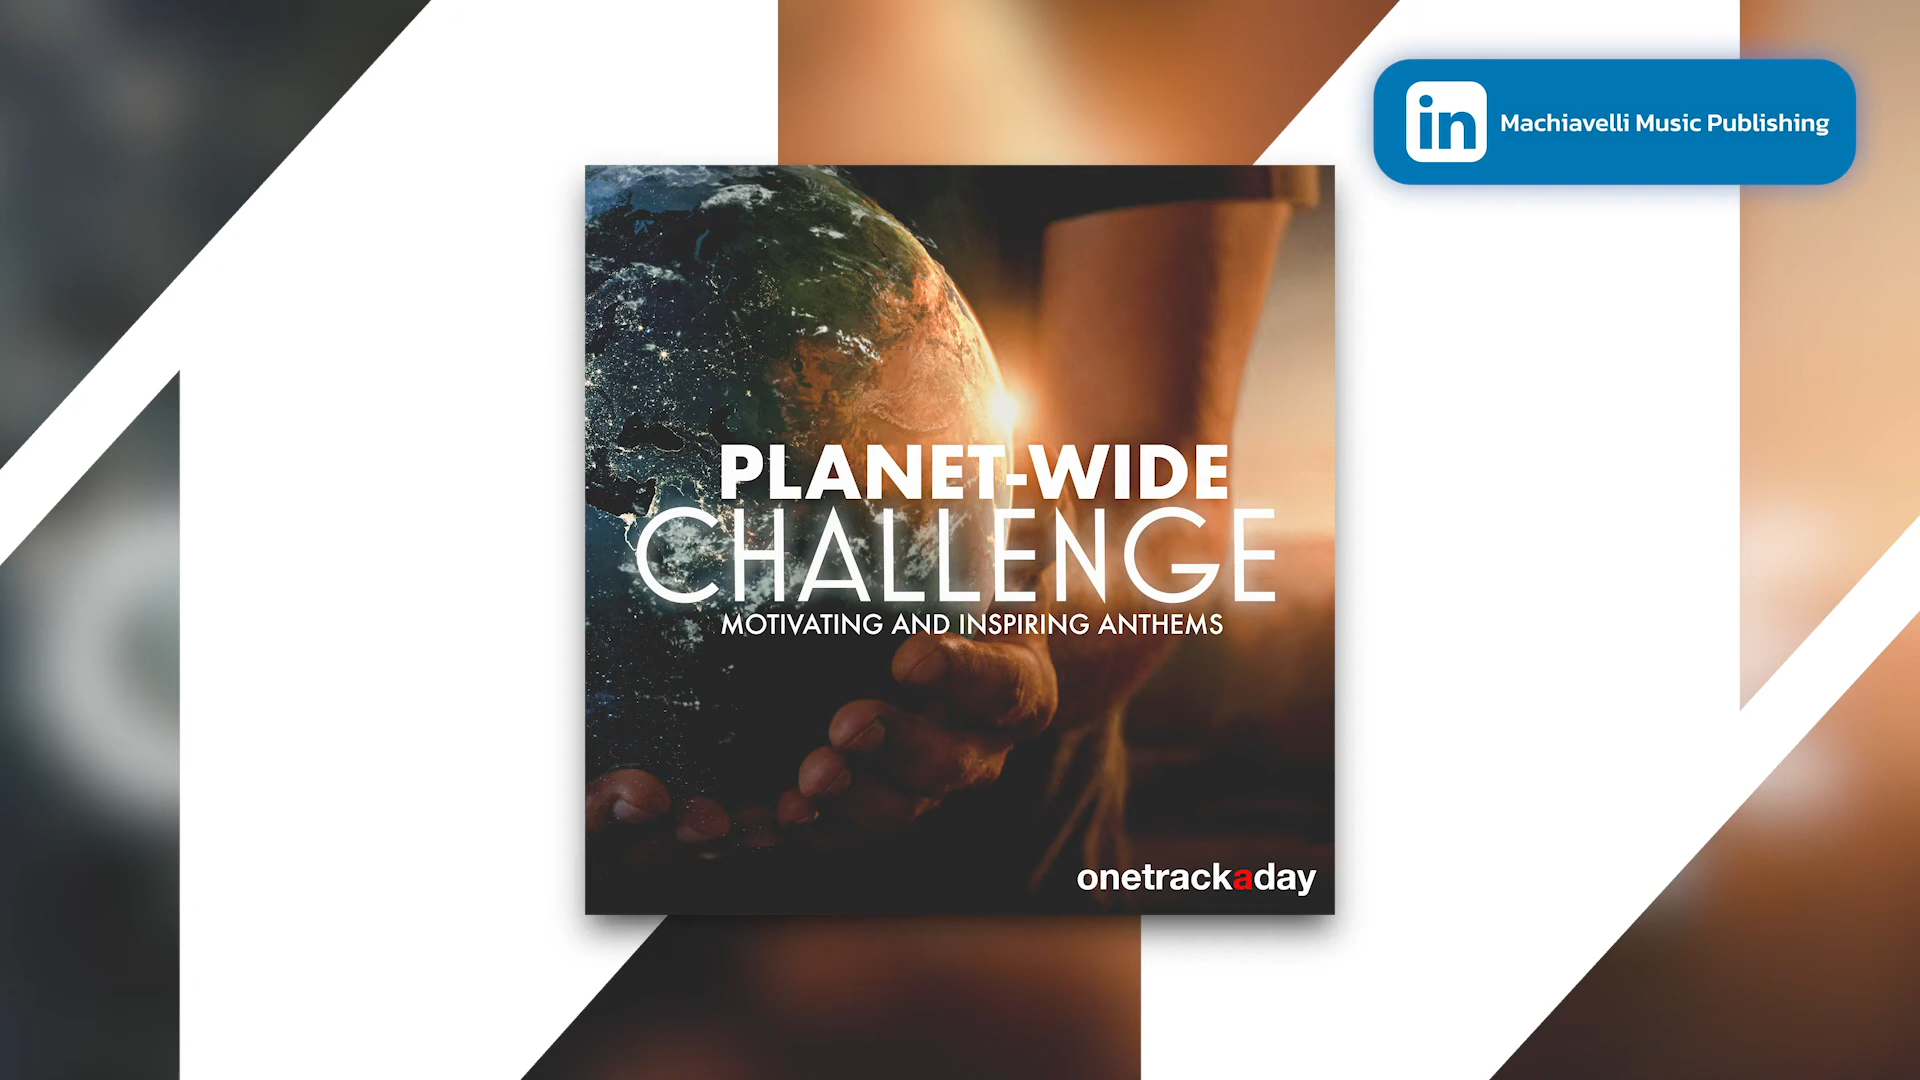 in Machiavelli Music Publishing
PLANET-WIDE
CHALLENGE
MOTIVATING AND INSPIRING ANTHEMS
onetrackaday